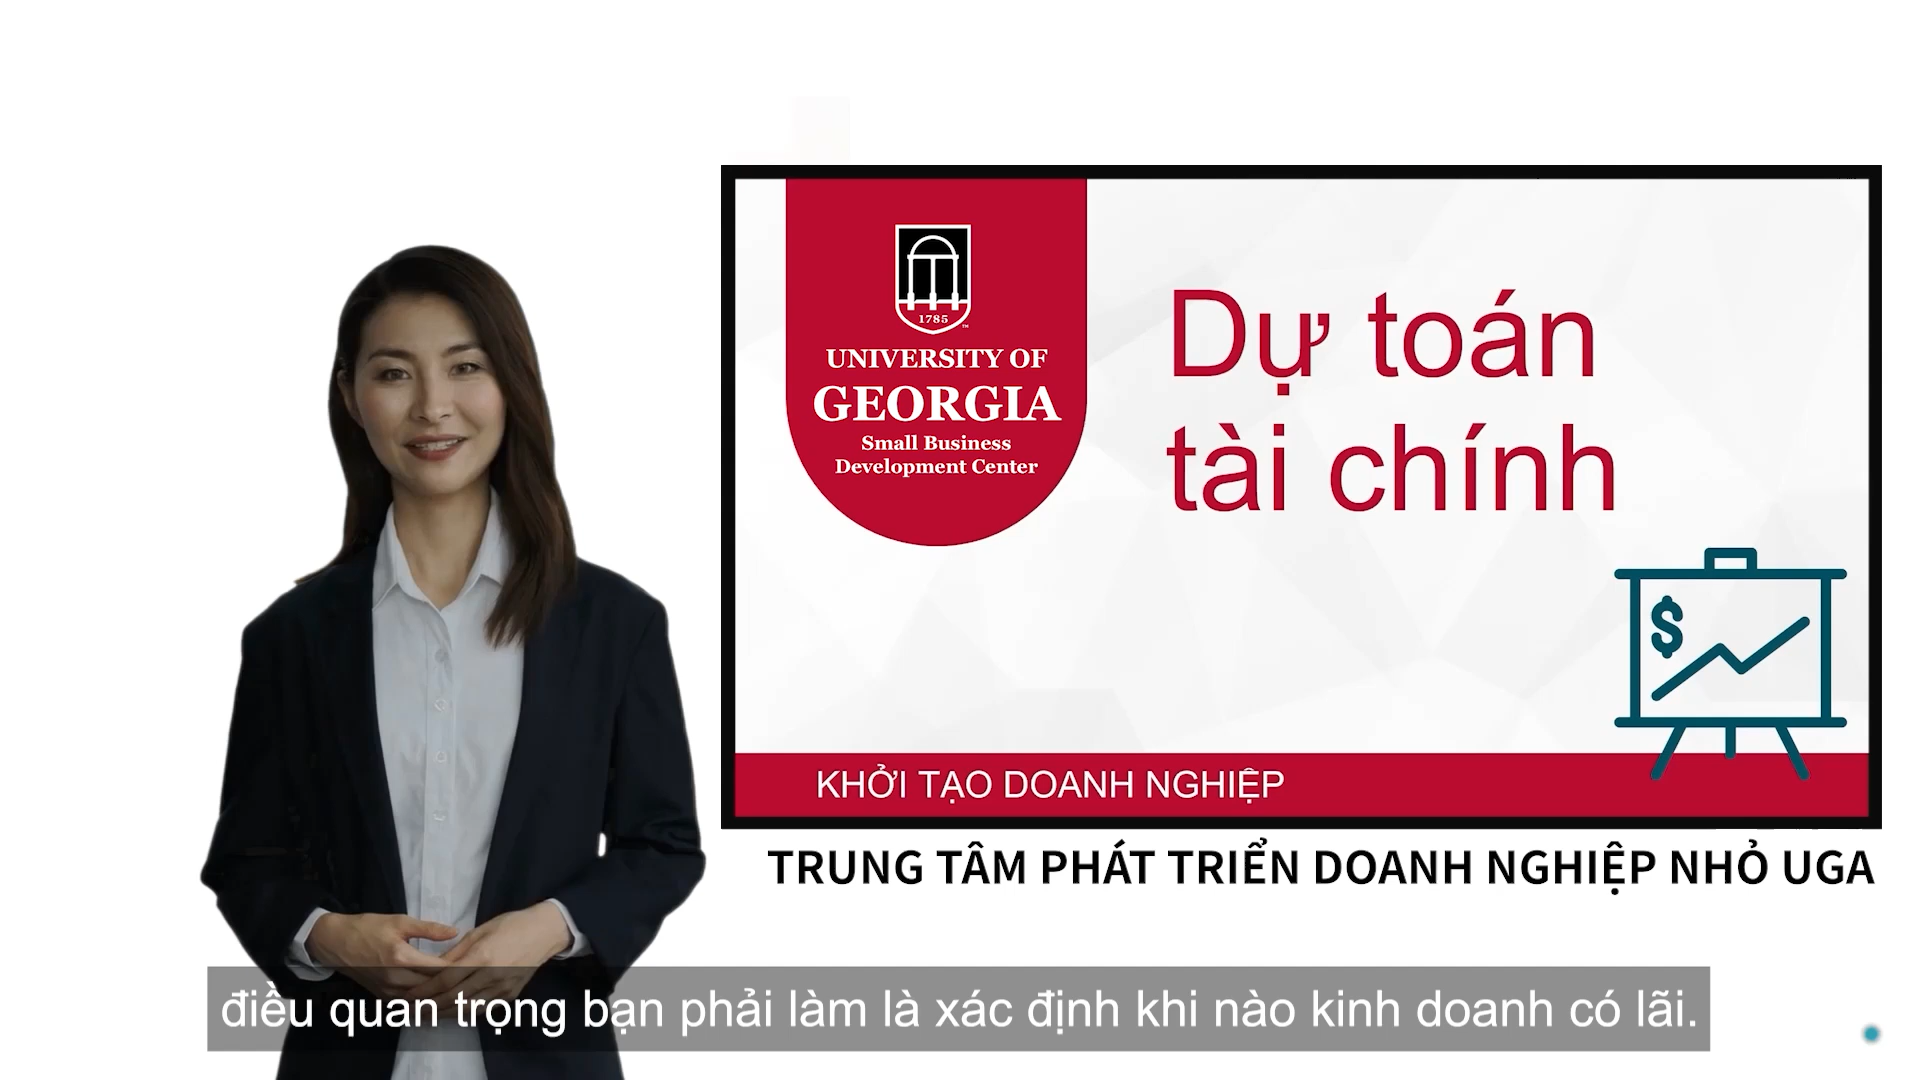 1785
™
UNIVERSITY OF
GEORGIA
Small Business
Development Center
Dự toán
tài chính
$
KHỞI TẠO DOANH NGHIỆP
TRUNG TÂM PHÁT TRIỂN DOANH NGHIỆP NHỎ UGA
điều quan trọng bạn phải làm là xác định khi nào kinh doanh có lãi.